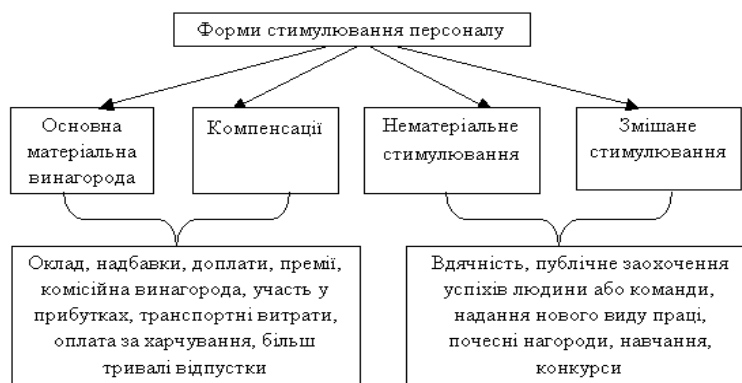 Форми стимулювання персоналу
Основна
матеріальна
винагорода
Компенсації
Нематеріальне
стимулювання
Змішане
стимулювання
Оклад, надбавки, доплати, премії,
комісійна винагорода, участь у
прибутках, транспортні витрати,
оплата за харчування, більш
тривалі відпустки
Вдячність, публічне заохочення
успіхів людини або команди,
надання нового виду праці,
почесні нагороди, навчання,
конкурси